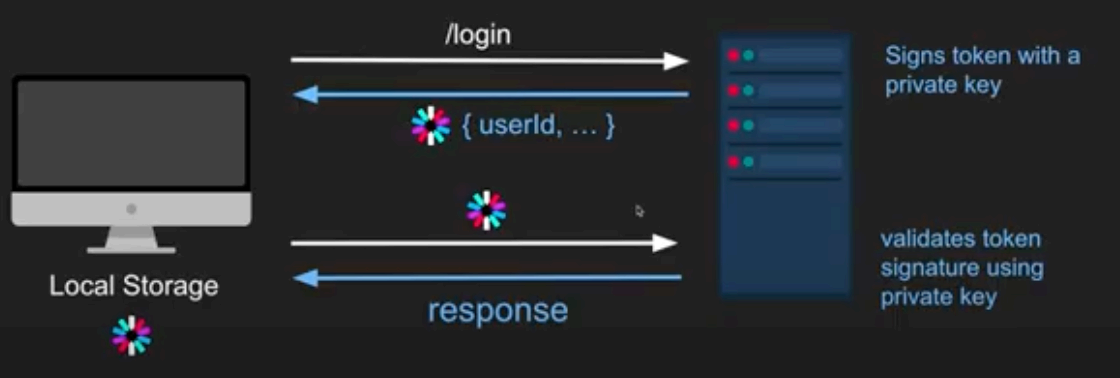 /login
Signs token with a
private key
{ userId, ... }
validates token
signature using
private key
Local Storage
response